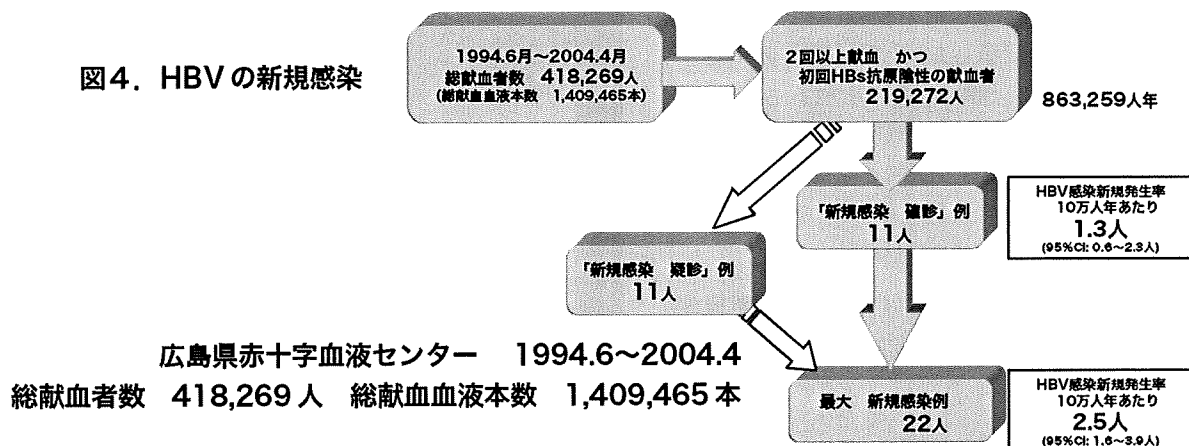 図4．HBVの新規感染
1994.6月～2004.4月
総献血者数 418,269人
(総献血血液本数 1,409,465本)
2回以上献血 かつ
初回HBs抗原陰性の献血者
219,272人
863,259人年
「新規感染 確診」例
11人
HBV感染新規発生率
10万人年あたり
1.3人
(95%CI: 0.6～2.3人)
「新規感染 疑診」例
11人
広島県赤十字血液センター 1994.6～2004.4
総献血者数 418,269人 総献血血液本数 1,409,465本
最大 新規感染例
22人
HBV感染新規発生率
10万人年あたり
2.5人
(95%CI: 1.6～3.9人)